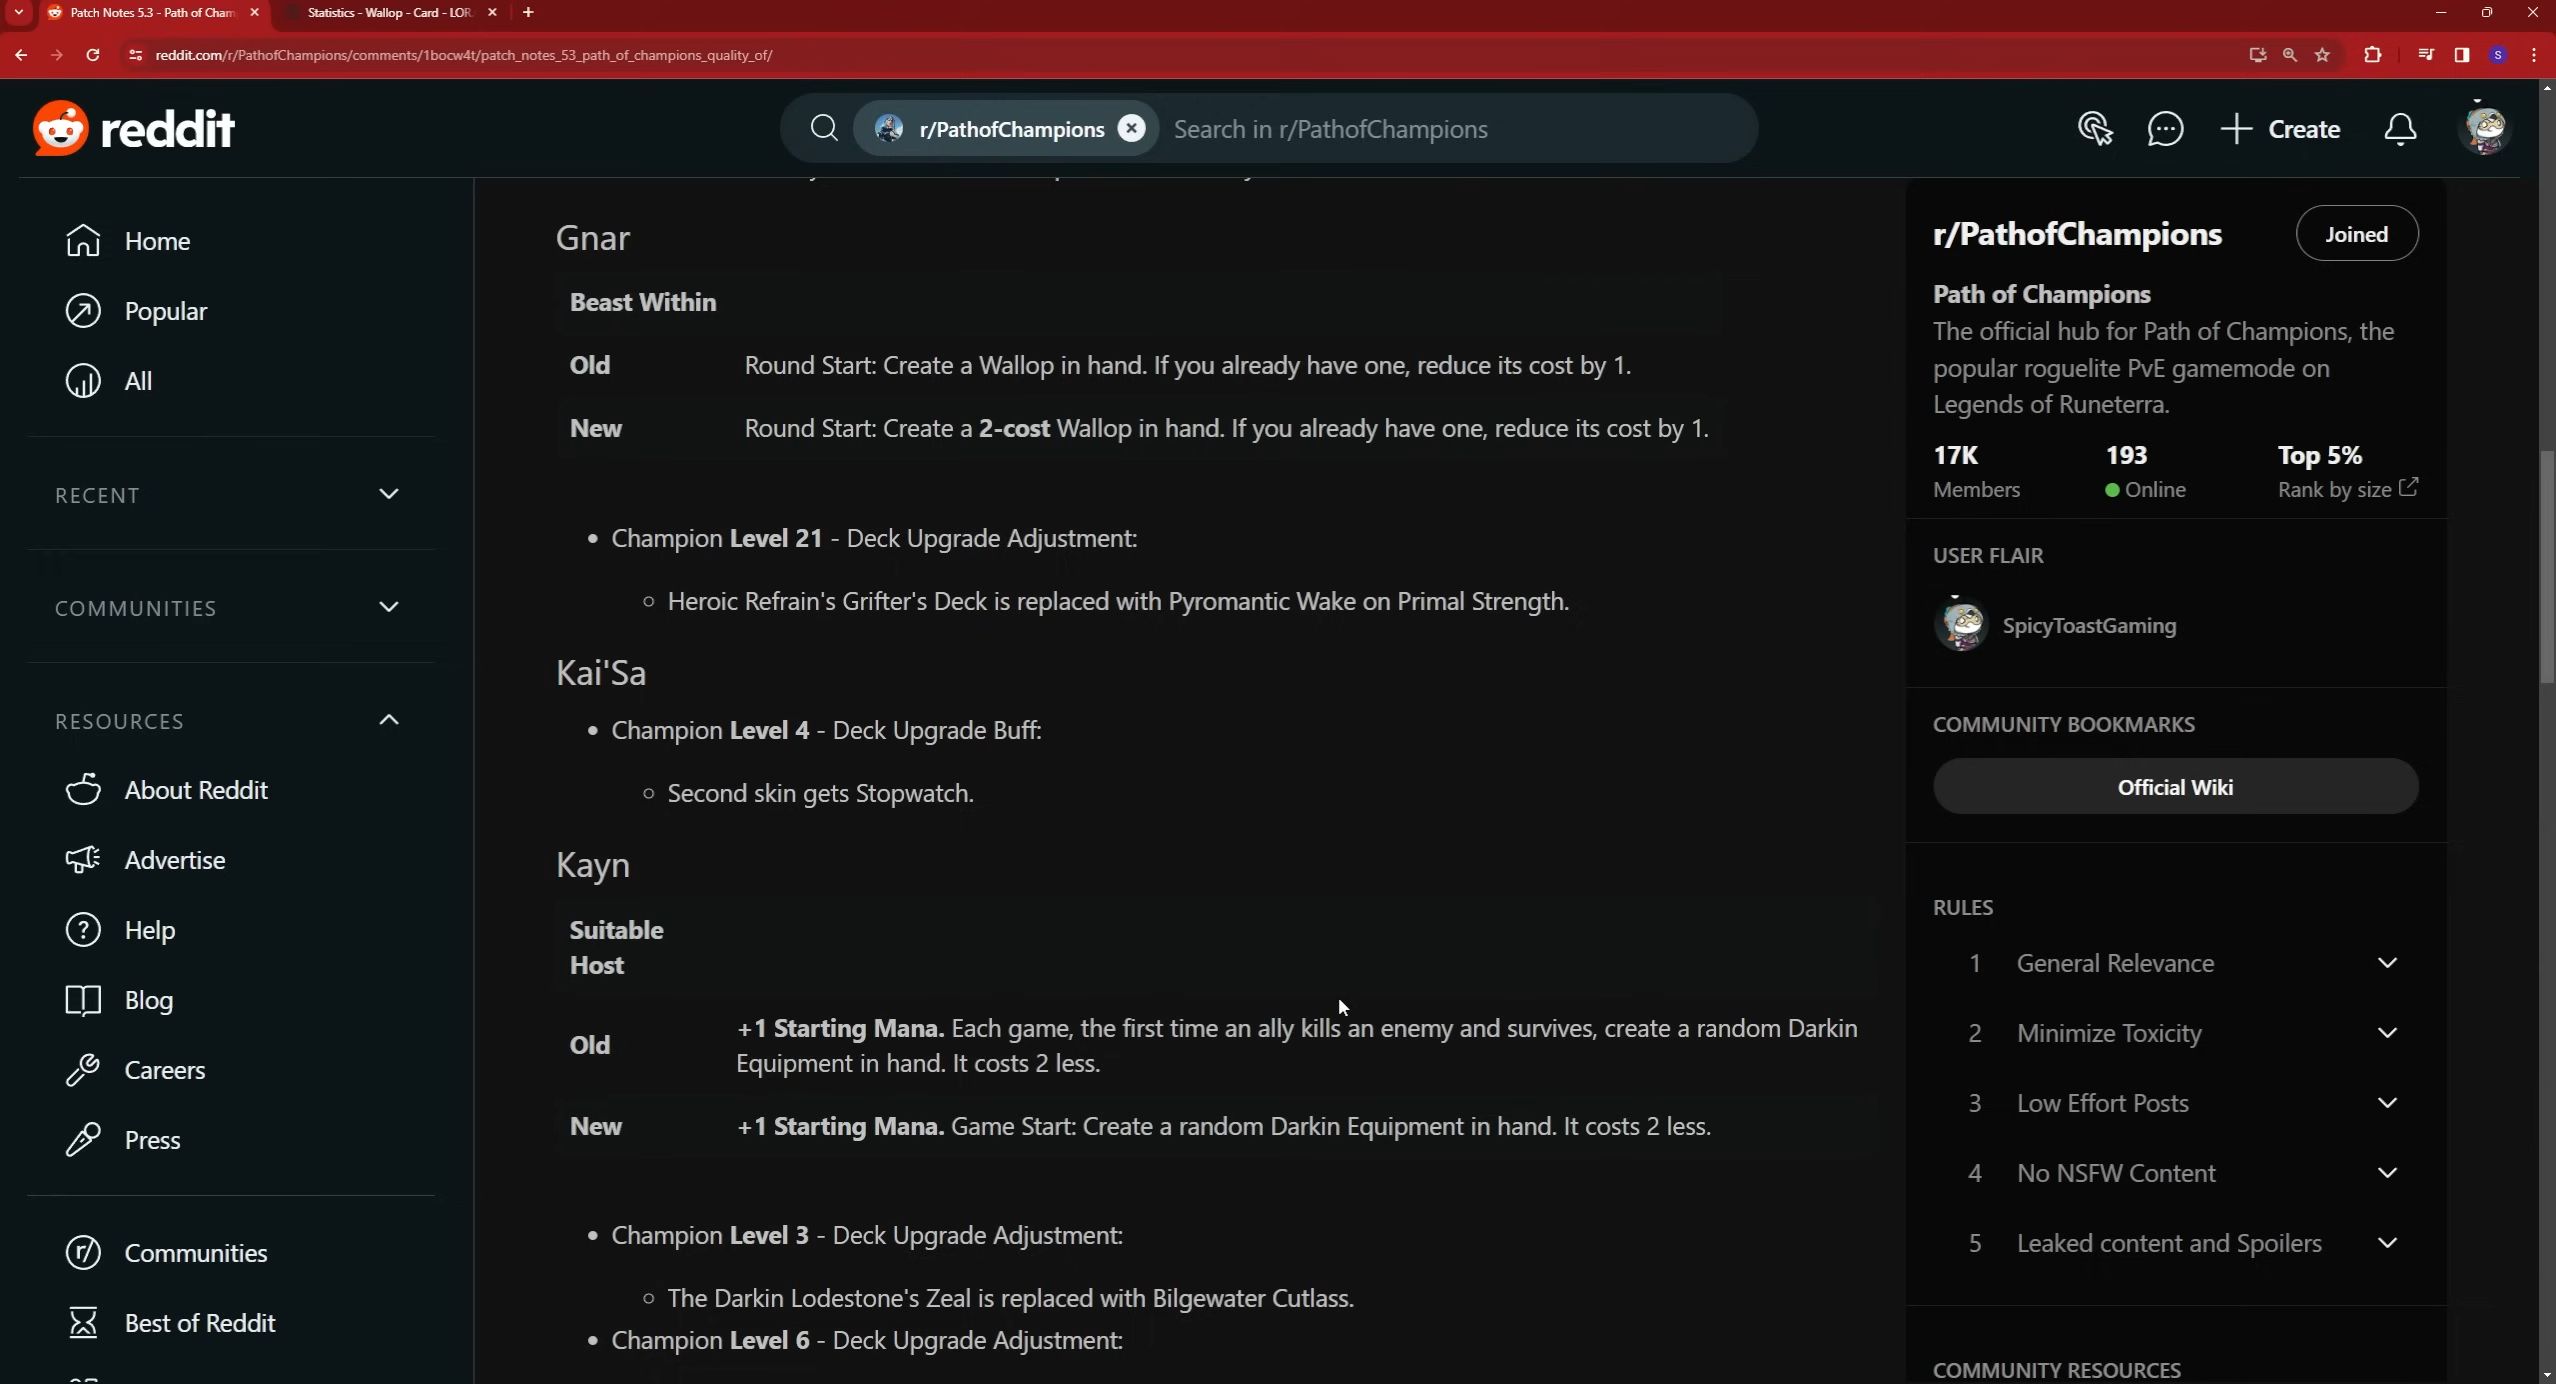 Patch Notes 5.3 - Path of Cham
Statistics - Wallop - Card - LOR
reddit.com/r/PathofChampions/comments/1bocw4t/patch_notes_53_path_of_champions_quality_of/
S
reddit
r/PathofChampions
Search in r/PathofChampions
Create
Home
Popular
All
RECENT
COMMUNITIES
RESOURCES
About Reddit
Advertise
Help
Blog
Careers
Press
Communities
Best of Reddit
Gnar
Beast Within
Old Round Start: Create a Wallop in hand. If you already have one, reduce its cost by 1.
New Round Start: Create a 2-cost Wallop in hand. If you already have one, reduce its cost by 1.
Champion Level 21 - Deck Upgrade Adjustment:
Heroic Refrain's Grifter's Deck is replaced with Pyromantic Wake on Primal Strength.
Kai'Sa
Champion Level 4 - Deck Upgrade Buff:
Second skin gets Stopwatch.
Kayn
Suitable
Host
Old +1 Starting Mana. Each game, the first time an ally kills an enemy and survives, create a random Darkin
Equipment in hand. It costs 2 less.
New +1 Starting Mana. Game Start: Create a random Darkin Equipment in hand. It costs 2 less.
Champion Level 3 - Deck Upgrade Adjustment:
The Darkin Lodestone's Zeal is replaced with Bilgewater Cutlass.
Champion Level 6 - Deck Upgrade Adjustment:
r/PathofChampions
Joined
Path of Champions
The official hub for Path of Champions, the
popular roguelite PvE gamemode on
Legends of Runeterra.
17K 193 Top 5%
Members Online Rank by size
USER FLAIR
SpicyToastGaming
COMMUNITY BOOKMARKS
Official Wiki
RULES
1 General Relevance
2 Minimize Toxicity
3 Low Effort Posts
4 No NSFW Content
5 Leaked content and Spoilers
COMMUNITY RESOURCES